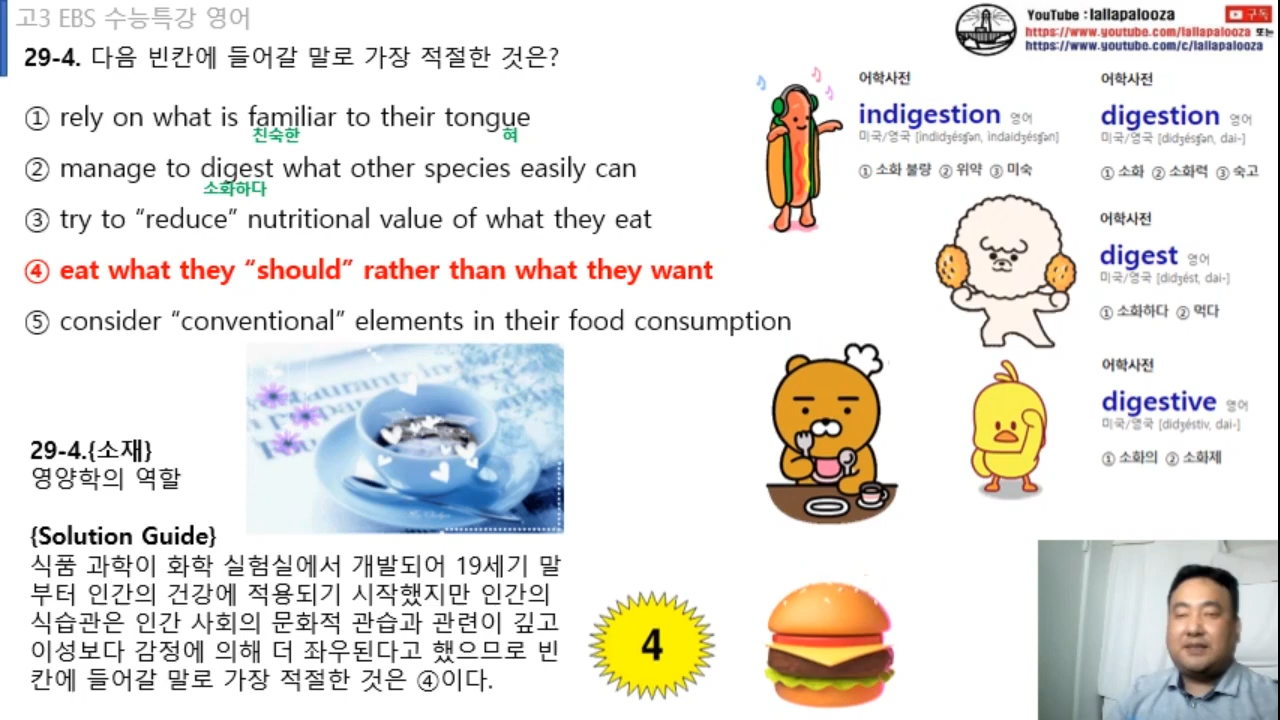 고3 EBS 수능특강 영어
29-4. 다음 빈칸에 들어갈 말로 가장 적절한 것은?
① rely on what is familiar to their tongue
친숙한 혀
② manage to digest what other species easily can
소화하다
③ try to “reduce” nutritional value of what they eat
④ eat what they “should” rather than what they want
⑤ consider “conventional” elements in their food consumption
29-4.{소재}
영양학의 역할
{Solution Guide}
식품 과학이 화학 실험실에서 개발되어 19세기 말
부터 인간의 건강에 적용되기 시작했지만 인간의
식습관은 인간 사회의 문화적 관습과 관련이 깊고
이성보다 감정에 의해 더 좌우된다고 했으므로 빈
칸에 들어갈 말로 가장 적절한 것은 ④이다.
4
YouTube : lallapalooza
구독
https://www.youtube.com/lallapalooza 또는
https://www.youtube.com/c/lallapalooza
어학사전
indigestion 영어
미국/영국 [indidʒésʧən, indaidʒésʧən]
① 소화 불량 ② 위약 ③ 미숙
어학사전
digestion 영어
미국/영국 [didʒésʧən, dai-]
① 소화 ② 소화력 ③ 숙고
어학사전
digest 영어
미국/영국 [didʒést, dai-]
① 소화하다 ② 먹다
어학사전
digestive 영어
미국/영국 [didʒéstiv, dai-]
① 소화의 ② 소화제